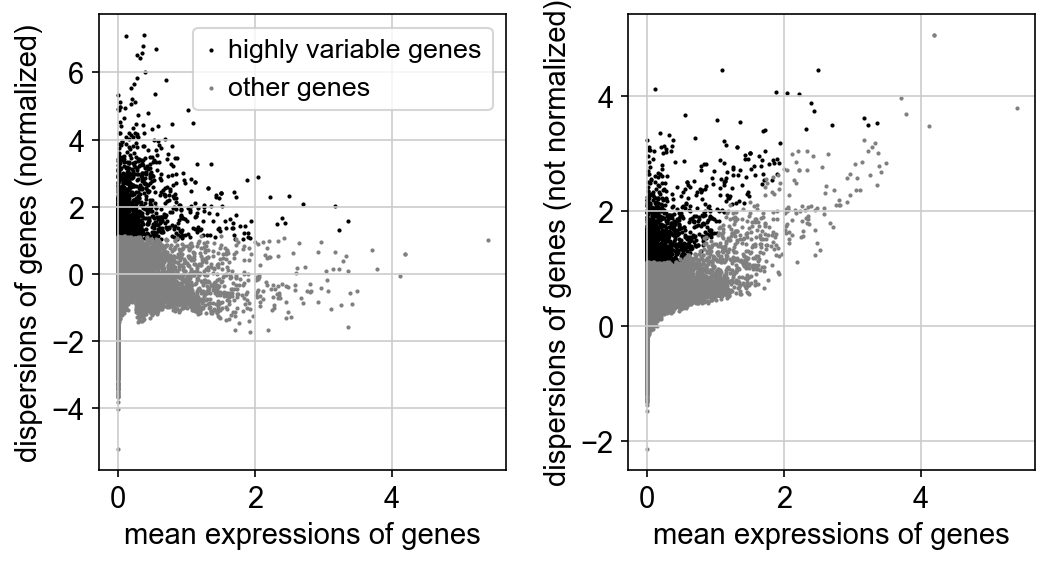 dispersions of genes (normalized)
6
4
2
0
−2
−4
0 2 4
mean expressions of genes
highly variable genes
other genes
dispersions of genes (not normalized)
4
2
0
−2
0 2 4
mean expressions of genes